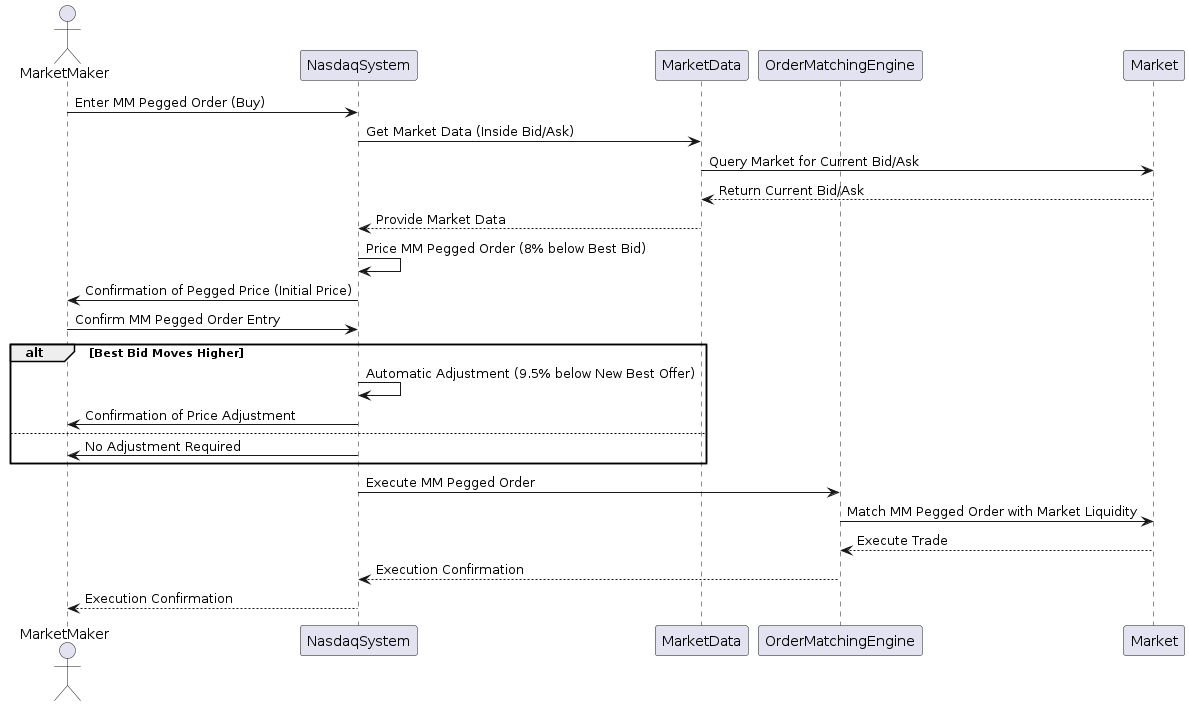 MarketMaker
NasdaqSystem
MarketData
OrderMatchingEngine
Market
Enter MM Pegged Order (Buy)
Get Market Data (Inside Bid/Ask)
Query Market for Current Bid/Ask
Return Current Bid/Ask
Provide Market Data
Price MM Pegged Order (8% below Best Bid)
Confirmation of Pegged Price (Initial Price)
Confirm MM Pegged Order Entry
alt [Best Bid Moves Higher]
Automatic Adjustment (9.5% below New Best Offer)
Confirmation of Price Adjustment
No Adjustment Required
Execute MM Pegged Order
Match MM Pegged Order with Market Liquidity
Execute Trade
Execution Confirmation
Execution Confirmation
MarketMaker
NasdaqSystem
MarketData
OrderMatchingEngine
Market